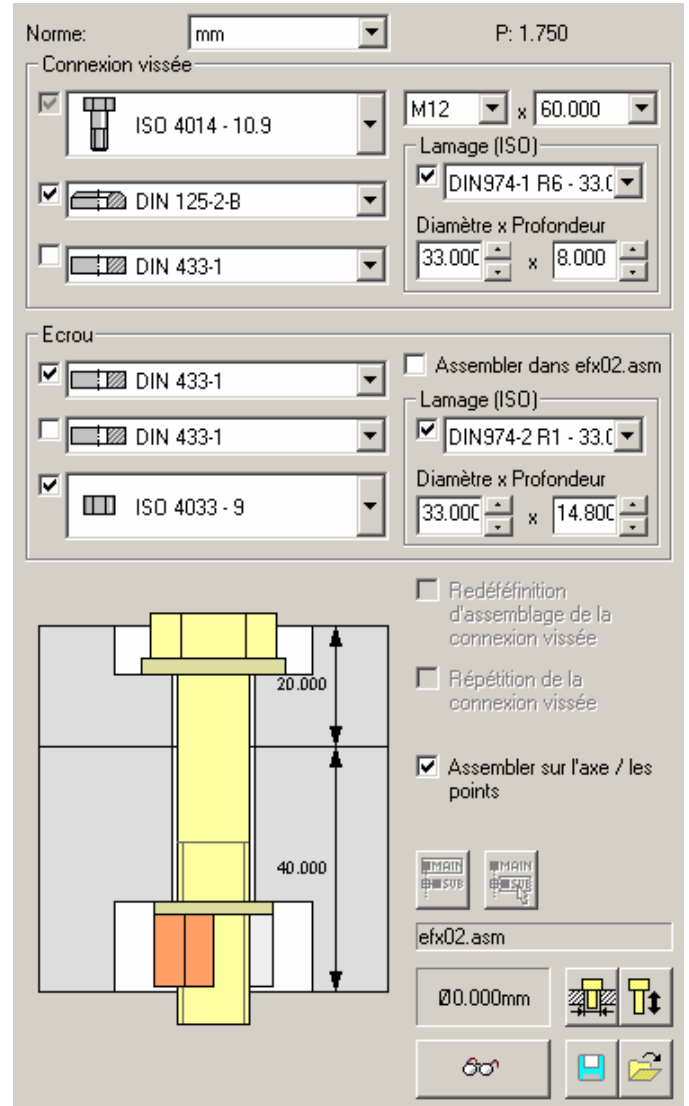 Norme: mm P: 1.750
Connexion vissée
ISO 4014 - 10.9 M12 x 60.000
Lamage (ISO)
DIN974-1 R6 - 33.0
DIN 125-2-B
Diamètre x Profondeur
DIN 433-1 33.000 x 8.000
Ecrou
DIN 433-1 Assembler dans efx02.asm
Lamage (ISO)
DIN 433-1 DIN974-2 R1 - 33.0
Diamètre x Profondeur
ISO 4033 - 9 33.000 x 14.800
Redéféfinition
d'assemblage de la
connexion vissée
20.000
Répétition de la
connexion vissée
Assembler sur l'axe / les
points
40.000
MAIN SUB MAIN SUB
efx02.asm
Ø0.000mm